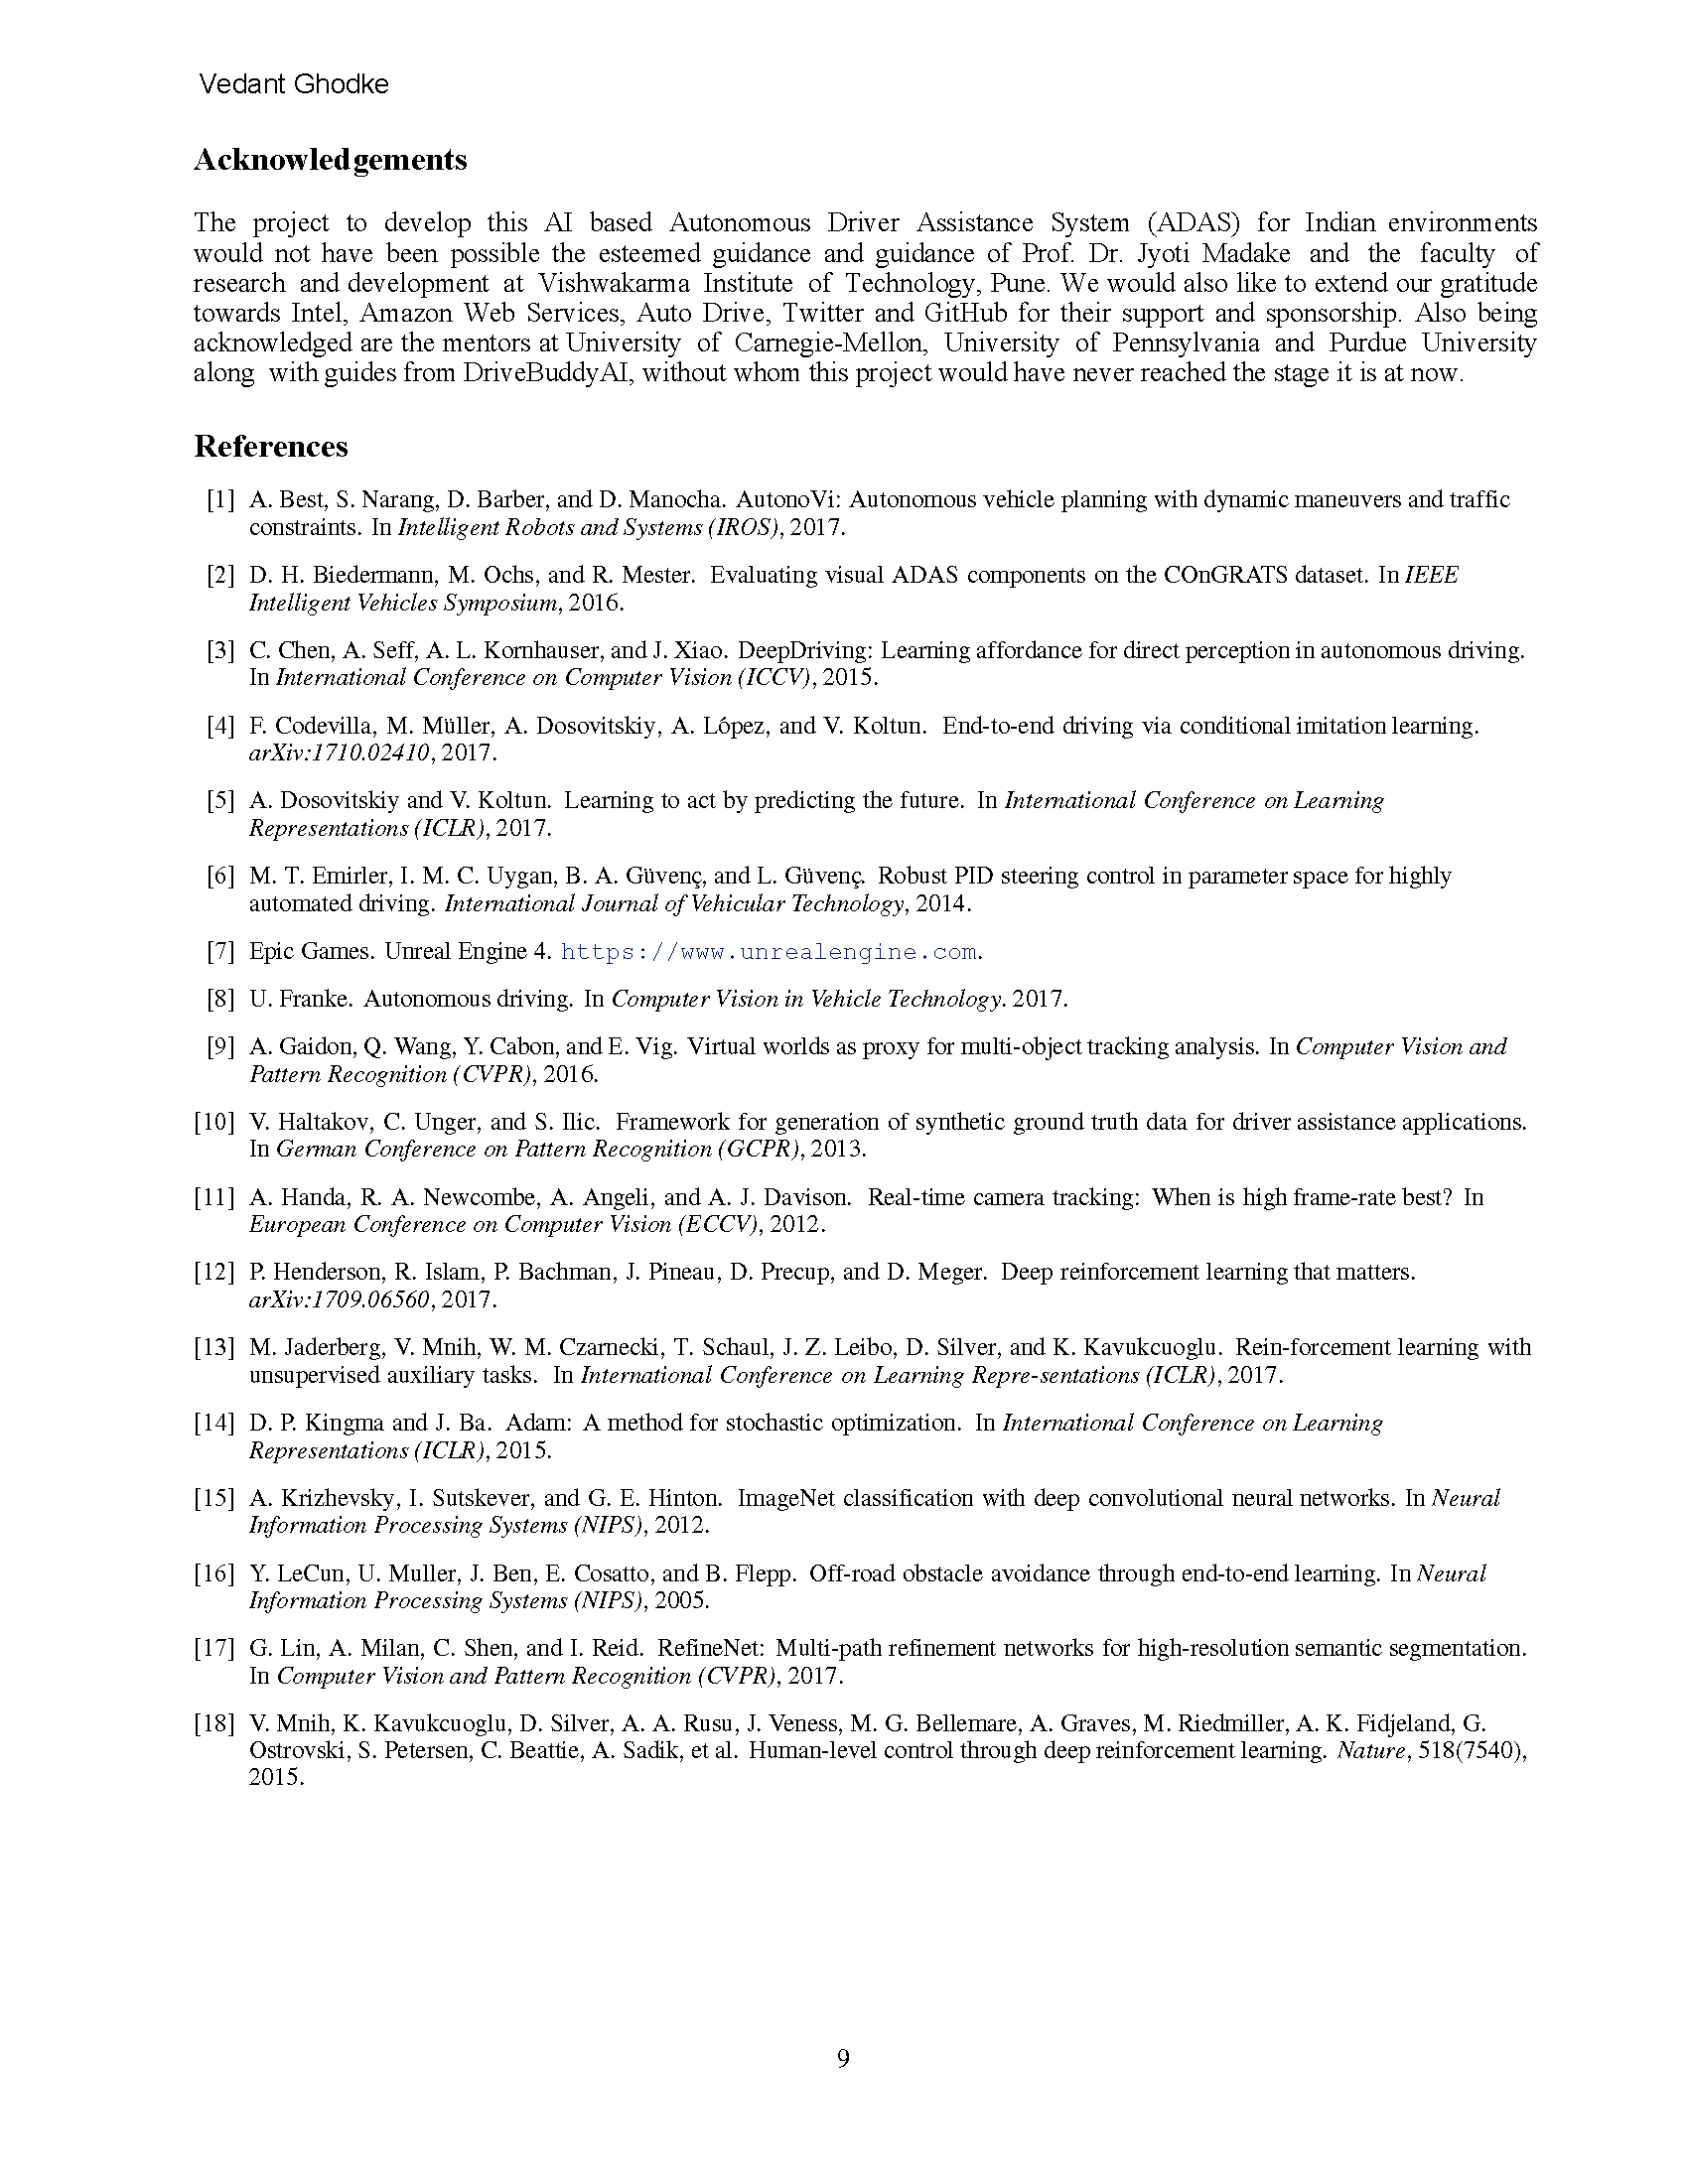 Vedant Ghodke
Acknowledgements
The project to develop this AI based Autonomous Driver Assistance System (ADAS) for Indian environments
would not have been possible the esteemed guidance and guidance of Prof. Dr. Jyoti Madake and the faculty of
research and development at Vishwakarma Institute of Technology, Pune. We would also like to extend our gratitude
towards Intel, Amazon Web Services, Auto Drive, Twitter and GitHub for their support and sponsorship. Also being
acknowledged are the mentors at University of Carnegie-Mellon, University of Pennsylvania and Purdue University
along with guides from DriveBuddyAI, without whom this project would have never reached the stage it is at now.
References
[1] A. Best, S. Narang, D. Barber, and D. Manocha. AutonoVi: Autonomous vehicle planning with dynamic maneuvers and traffic
constraints. In Intelligent Robots and Systems (IROS), 2017.
[2] D. H. Biedermann, M. Ochs, and R. Mester. Evaluating visual ADAS components on the COnGRATS dataset. In IEEE
Intelligent Vehicles Symposium, 2016.
[3] C. Chen, A. Seff, A. L. Kornhauser, and J. Xiao. DeepDriving: Learning affordance for direct perception in autonomous driving.
In International Conference on Computer Vision (ICCV), 2015.
[4] F. Codevilla, M. Müller, A. Dosovitskiy, A. López, and V. Koltun. End-to-end driving via conditional imitation learning.
arXiv:1710.02410, 2017.
[5] A. Dosovitskiy and V. Koltun. Learning to act by predicting the future. In International Conference on Learning
Representations (ICLR), 2017.
[6] M. T. Emirler, I. M. C. Uygan, B. A. Güvenç, and L. Güvenç. Robust PID steering control in parameter space for highly
automated driving. International Journal of Vehicular Technology, 2014.
[7] Epic Games. Unreal Engine 4. https://www.unrealengine.com.
[8] U. Franke. Autonomous driving. In Computer Vision in Vehicle Technology. 2017.
[9] A. Gaidon, Q. Wang, Y. Cabon, and E. Vig. Virtual worlds as proxy for multi-object tracking analysis. In Computer Vision and
Pattern Recognition (CVPR), 2016.
[10] V. Haltakov, C. Unger, and S. Ilic. Framework for generation of synthetic ground truth data for driver assistance applications.
In German Conference on Pattern Recognition (GCPR), 2013.
[11] A. Handa, R. A. Newcombe, A. Angeli, and A. J. Davison. Real-time camera tracking: When is high frame-rate best? In
European Conference on Computer Vision (ECCV), 2012.
[12] P. Henderson, R. Islam, P. Bachman, J. Pineau, D. Precup, and D. Meger. Deep reinforcement learning that matters.
arXiv:1709.06560, 2017.
[13] M. Jaderberg, V. Mnih, W. M. Czarnecki, T. Schaul, J. Z. Leibo, D. Silver, and K. Kavukcuoglu. Rein-forcement learning with
unsupervised auxiliary tasks. In International Conference on Learning Repre-sentations (ICLR), 2017.
[14] D. P. Kingma and J. Ba. Adam: A method for stochastic optimization. In International Conference on Learning
Representations (ICLR), 2015.
[15] A. Krizhevsky, I. Sutskever, and G. E. Hinton. ImageNet classification with deep convolutional neural networks. In Neural
Information Processing Systems (NIPS), 2012.
[16] Y. LeCun, U. Muller, J. Ben, E. Cosatto, and B. Flepp. Off-road obstacle avoidance through end-to-end learning. In Neural
Information Processing Systems (NIPS), 2005.
[17] G. Lin, A. Milan, C. Shen, and I. Reid. RefineNet: Multi-path refinement networks for high-resolution semantic segmentation.
In Computer Vision and Pattern Recognition (CVPR), 2017.
[18] V. Mnih, K. Kavukcuoglu, D. Silver, A. A. Rusu, J. Veness, M. G. Bellemare, A. Graves, M. Riedmiller, A. K. Fidjeland, G.
Ostrovski, S. Petersen, C. Beattie, A. Sadik, et al. Human-level control through deep reinforcement learning. Nature, 518(7540),
2015.
9